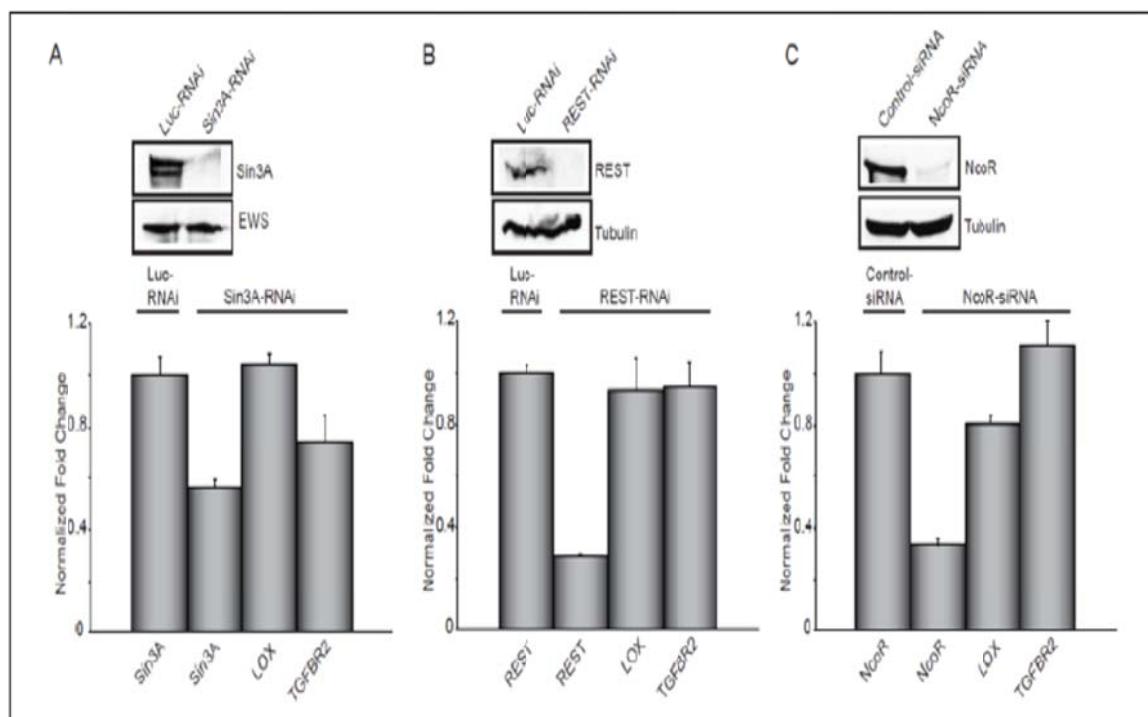 A
Luc-RNAi
Sin3A-RNAi
Sin3A
EWS
Luc-
RNAi
Sin3A-RNAi
Normalized Fold Change
1.2
0.8
0.4
0
Sin3A
Sin3A
LOX
TGFBR2
B
Luc-RNAi
REST-RNAi
REST
Tubulin
Luc-
RNAi
REST-RNAi
Normalized Fold Change
1.2
0.8
0.4
0
REST
REST
LOX
TGFBR2
C
Control-siRNA
NcoR-siRNA
NcoR
Tubulin
Control-
siRNA
NcoR-siRNA
Normalized Fold Change
1.2
0.8
0.4
0
NcoR
NcoR
LOX
TGFBR2